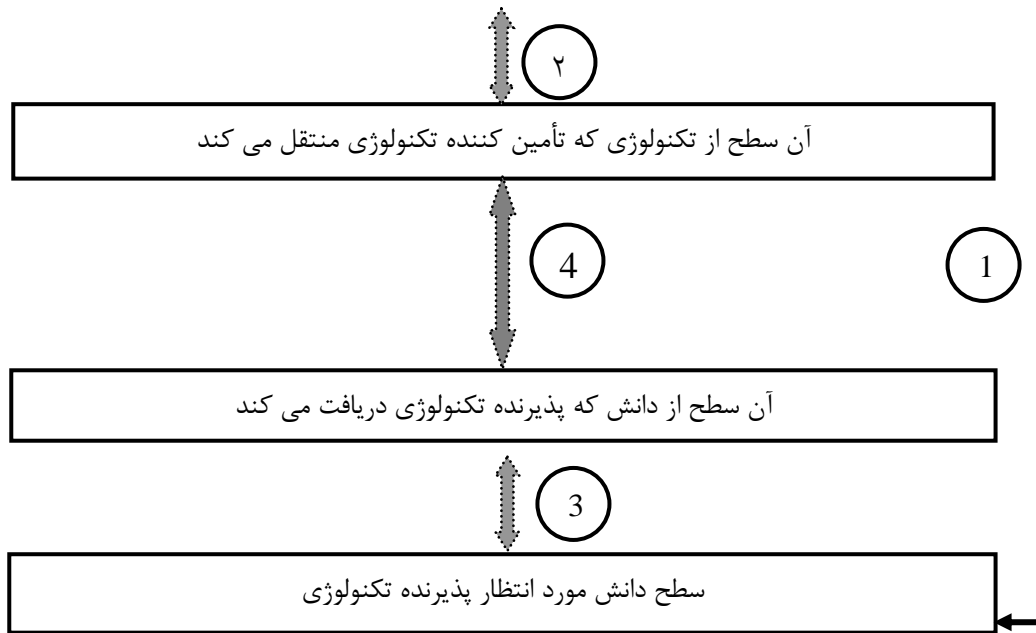 ۲
آن سطح از تکنولوژی که تأمین کننده تکنولوژی منتقل می کند
1
4
آن سطح از دانش که پذیرنده تکنولوژی دریافت می کند
3
سطح دانش مورد انتظار پذیرنده تکنولوژی